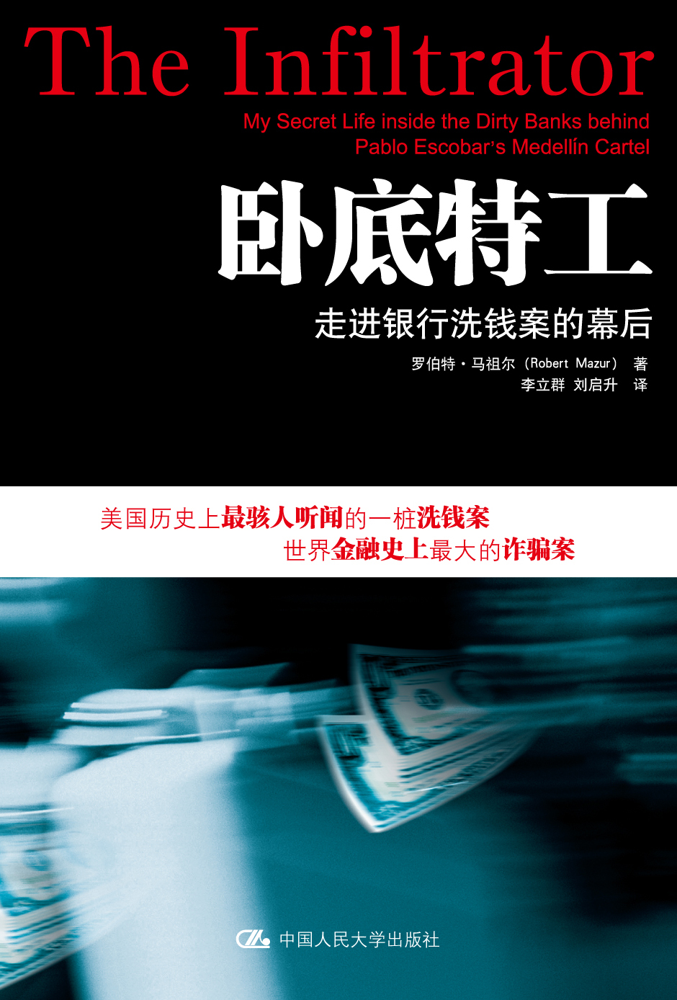 The Infiltrator
My Secret Life inside the Dirty Banks behind
Pablo Escobar's Medellín Cartel
卧底特工
走进银行洗钱案的幕后
罗伯特·马祖尔（Robert Mazur） 著
李立群 刘启升 译
美国历史上最骇人听闻的一桩洗钱案
世界金融史上最大的诈骗案
中国人民大学出版社